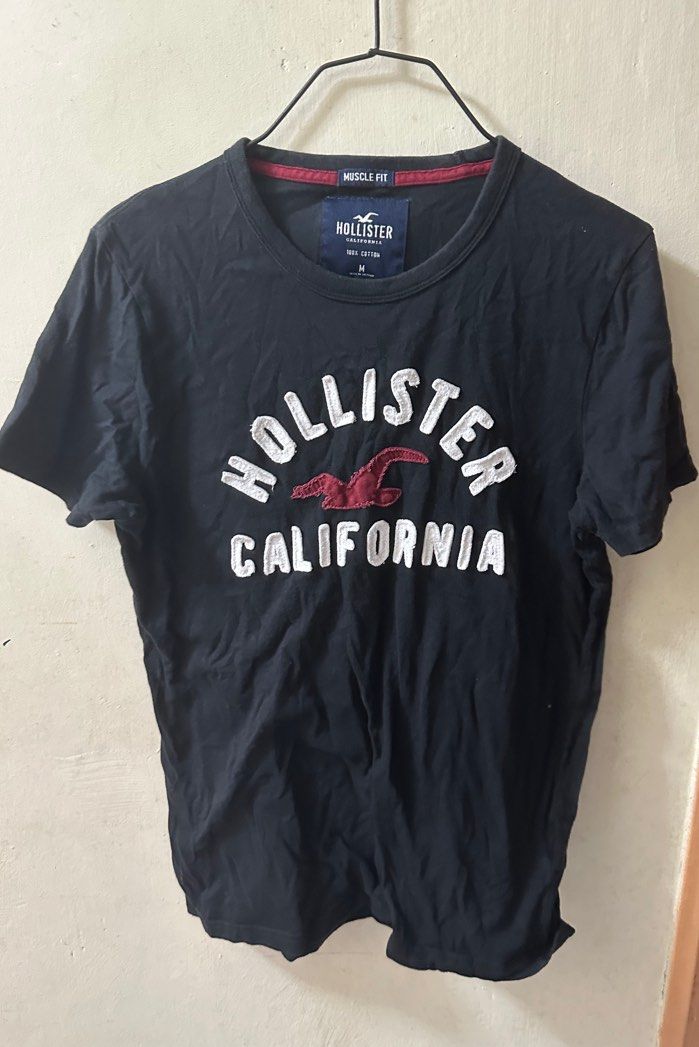 MUSCLE FIT
HOLLISTER
CALIFORNIA
100% COTTON
M
HOLLISTER
CALIFORNIA